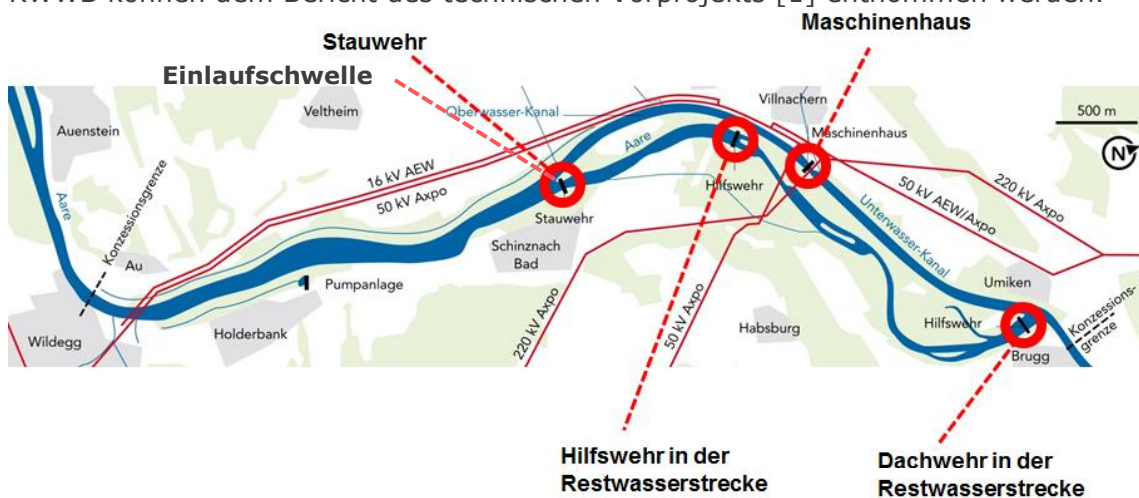 KWWB können dem Bericht des technischen Vorprojekts [1] entnommen werden.
Maschinenhaus
Stauwehr
Einlaufschwelle
Veltheim
Oberwasser-Kanal
Villnachern
500 m
Auenstein
Maschinenhaus
Aare
N
16 kV AEW
50 kV Axpo
Hilfswehr
220 kV Axpo
50 kV AEW/Axpo
Aare
Konzessionsgrenze
Stauwehr
Unterwasser-Kanal
Schinznach
Bad
Au
Pumpanlage
Umiken
Konzessions-
grenze
Wildegg
Holderbank
220 kV Axpo
50 kV Axpo
Habsburg
Hilfswehr
Brugg
Hilfswehr in der
Restwasserstrecke
Dachwehr in der
Restwasserstrecke